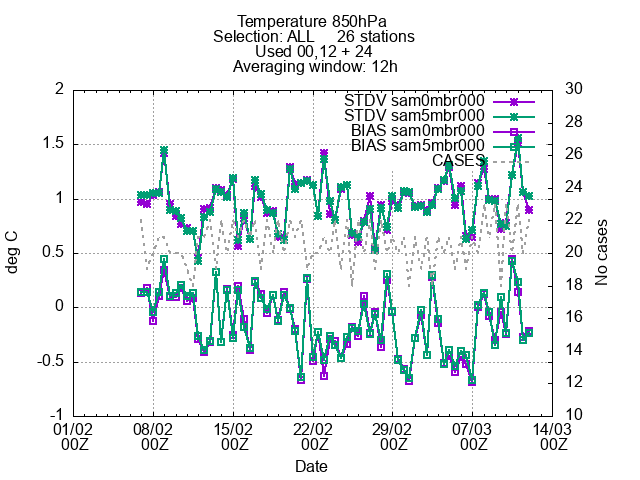 Temperature 850hPa
Selection: ALL     26 stations
Used 00,12 + 24
Averaging window: 12h
STDV sam0mbr000
STDV sam5mbr000
BIAS sam0mbr000
BIAS sam5mbr000
CASES
2
1.5
1
0.5
0
-0.5
-1
deg C
30
28
26
24
22
20
18
16
14
12
10
No cases
01/02 08/02 15/02 22/02 29/02 07/03 14/03
00Z 00Z 00Z 00Z 00Z 00Z 00Z
Date